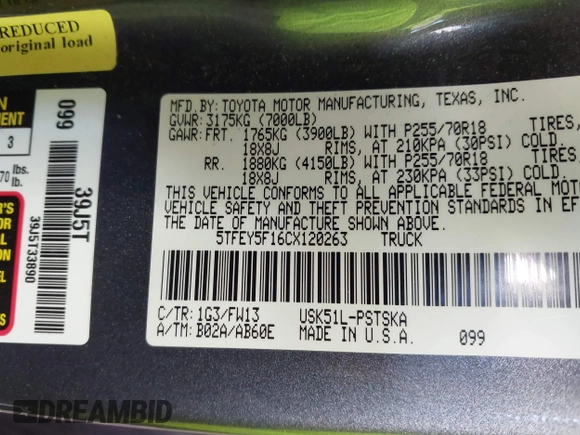 REDUCED
original load
3
70 lbs.
lb.
099
39J5T
39J5T33890
MFD.BY: TOYOTA MOTOR MANUFACTURING, TEXAS, INC.
GVWR: 3175KG (7000LB)
GAWR: FRT. 1765KG (3900LB) WITH P255/70R18 TIRES,
18X8J RIMS, AT 210KPA (30PSI) COLD.
RR. 1880KG (4150LB) WITH P255/70R18 TIRES
18X8J RIMS, AT 230KPA (33PSI) COLD.
THIS VEHICLE CONFORMS TO ALL APPLICABLE FEDERAL MOTOR
VEHICLE SAFETY AND THEFT PREVENTION STANDARDS IN EF
THE DATE OF MANUFACTURE SHOWN ABOVE.
5TFEY5F16CX120263 TRUCK
C/TR: 1G3/FW13 USK51L-PSTSKA
A/TM: B02A/AB60E MADE IN U.S.A. 099
DREAMBID